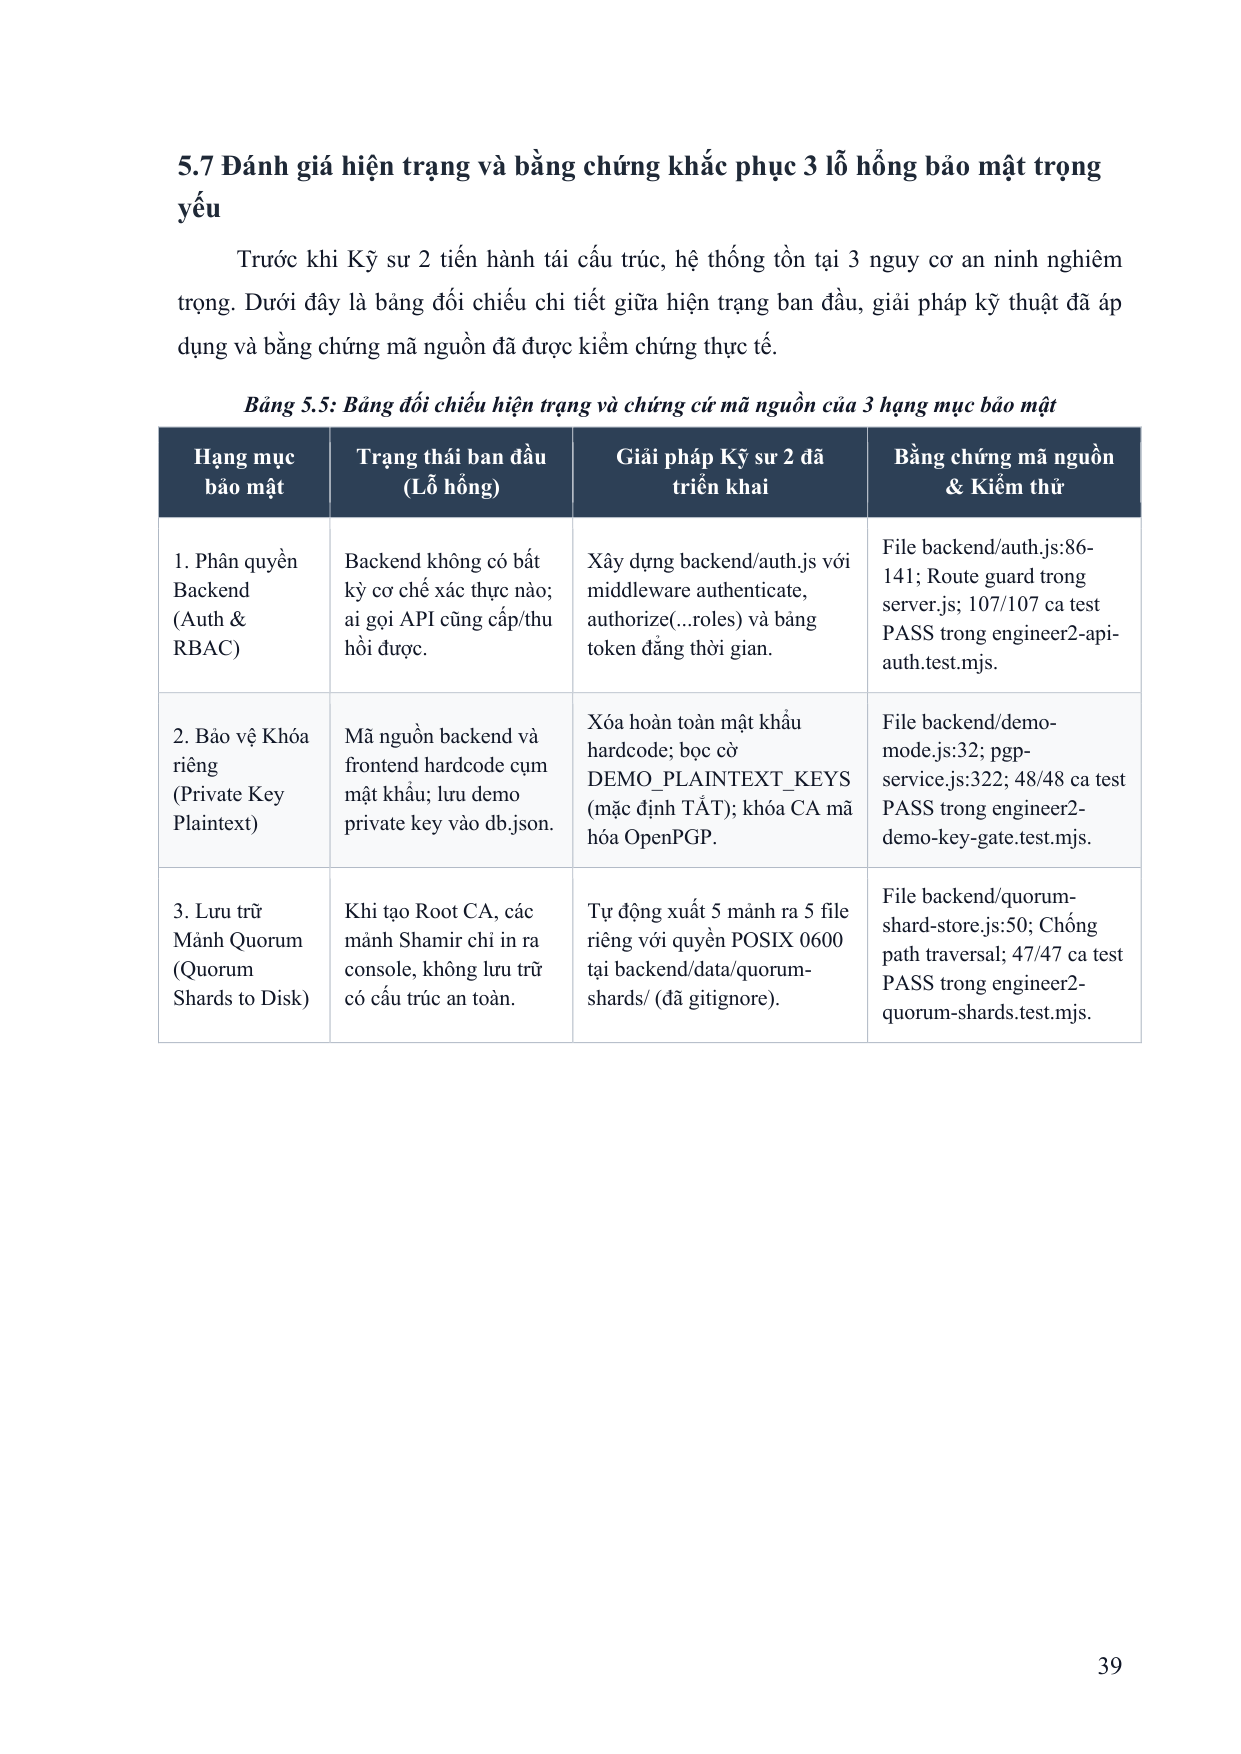 5.7 Đánh giá hiện trạng và bằng chứng khắc phục 3 lỗ hổng bảo mật trọng
yếu
Trước khi Kỹ sư 2 tiến hành tái cấu trúc, hệ thống tồn tại 3 nguy cơ an ninh nghiêm
trọng. Dưới đây là bảng đối chiếu chi tiết giữa hiện trạng ban đầu, giải pháp kỹ thuật đã áp
dụng và bằng chứng mã nguồn đã được kiểm chứng thực tế.
Bảng 5.5: Bảng đối chiếu hiện trạng và chứng cứ mã nguồn của 3 hạng mục bảo mật
Hạng mục
bảo mật
Trạng thái ban đầu
(Lỗ hổng)
Giải pháp Kỹ sư 2 đã
triển khai
Bằng chứng mã nguồn
& Kiểm thử
1. Phân quyền
Backend
(Auth &
RBAC)
Backend không có bất
kỳ cơ chế xác thực nào;
ai gọi API cũng cấp/thu
hồi được.
Xây dựng backend/auth.js với
middleware authenticate,
authorize(...roles) và bảng
token đẳng thời gian.
File backend/auth.js:86-
141; Route guard trong
server.js; 107/107 ca test
PASS trong engineer2-api-
auth.test.mjs.
2. Bảo vệ Khóa
riêng
(Private Key
Plaintext)
Mã nguồn backend và
frontend hardcode cụm
mật khẩu; lưu demo
private key vào db.json.
Xóa hoàn toàn mật khẩu
hardcode; bọc cờ
DEMO_PLAINTEXT_KEYS
(mặc định TẮT); khóa CA mã
hóa OpenPGP.
File backend/demo-
mode.js:32; pgp-
service.js:322; 48/48 ca test
PASS trong engineer2-
demo-key-gate.test.mjs.
3. Lưu trữ
Mảnh Quorum
(Quorum
Shards to Disk)
Khi tạo Root CA, các
mảnh Shamir chỉ in ra
console, không lưu trữ
có cấu trúc an toàn.
Tự động xuất 5 mảnh ra 5 file
riêng với quyền POSIX 0600
tại backend/data/quorum-
shards/ (đã gitignore).
File backend/quorum-
shard-store.js:50; Chống
path traversal; 47/47 ca test
PASS trong engineer2-
quorum-shards.test.mjs.
39